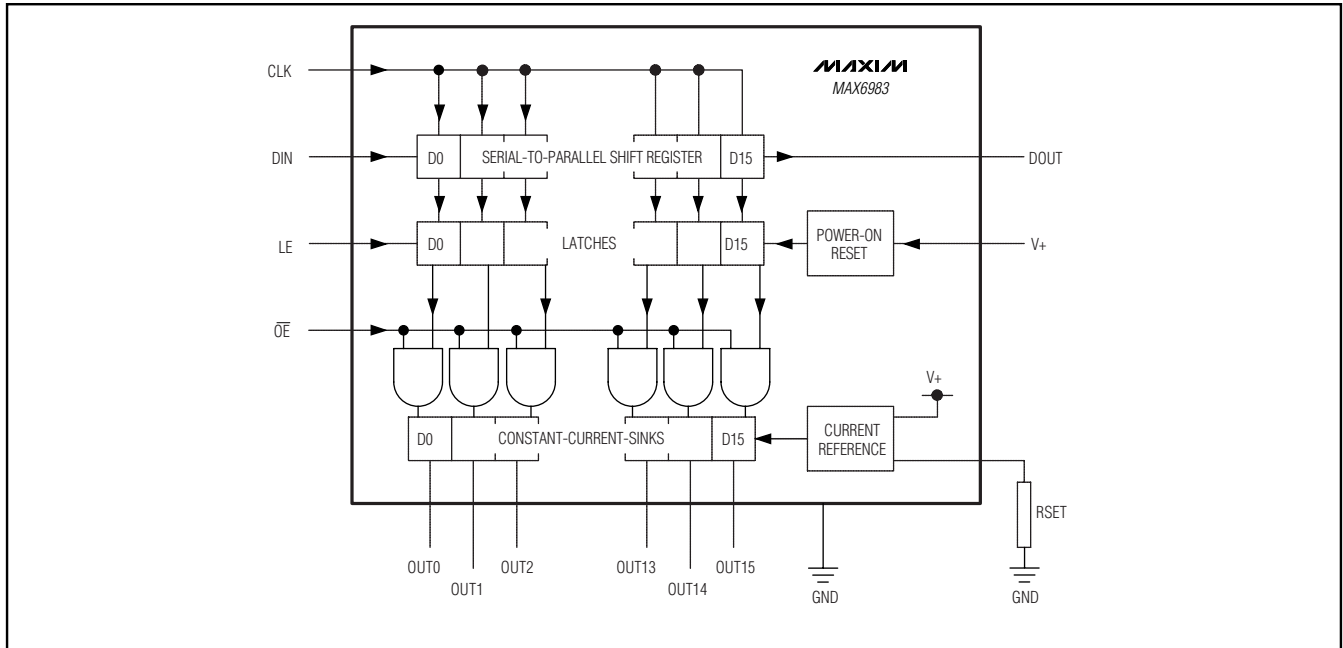 MAXIM
MAX6983
CLK
DIN
D0
SERIAL-TO-PARALLEL SHIFT REGISTER
D15
DOUT
LE
D0
LATCHES
D15
POWER-ON
RESET
V+
OE
V+
D0
CONSTANT-CURRENT-SINKS
D15
CURRENT
REFERENCE
RSET
OUT0
OUT1
OUT2
OUT13
OUT14
OUT15
GND
GND